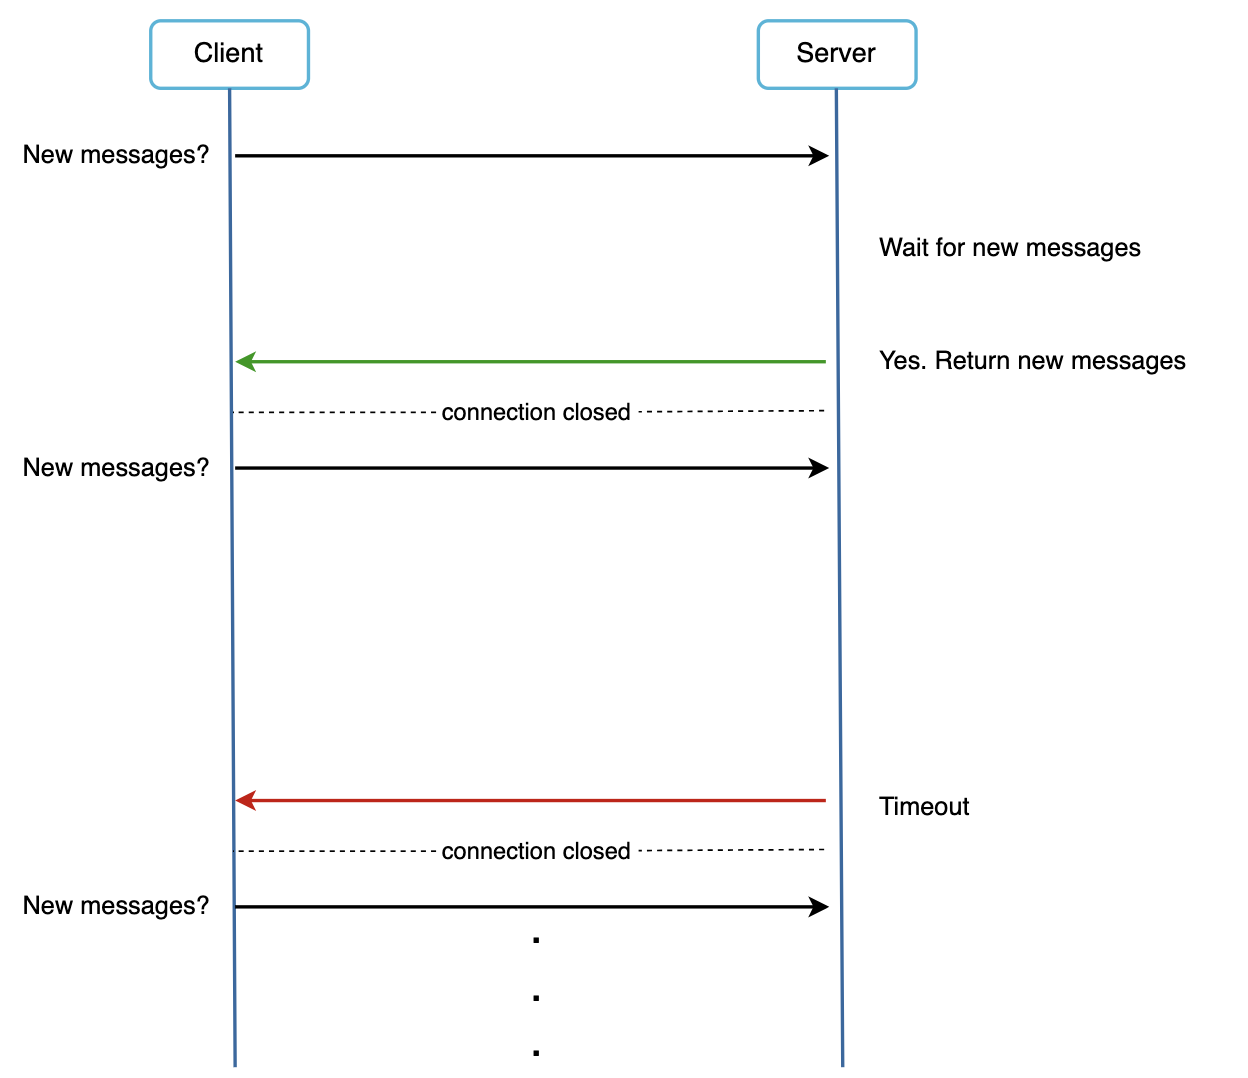 Client
Server
New messages?
Wait for new messages
Yes. Return new messages
connection closed
New messages?
Timeout
connection closed
New messages?